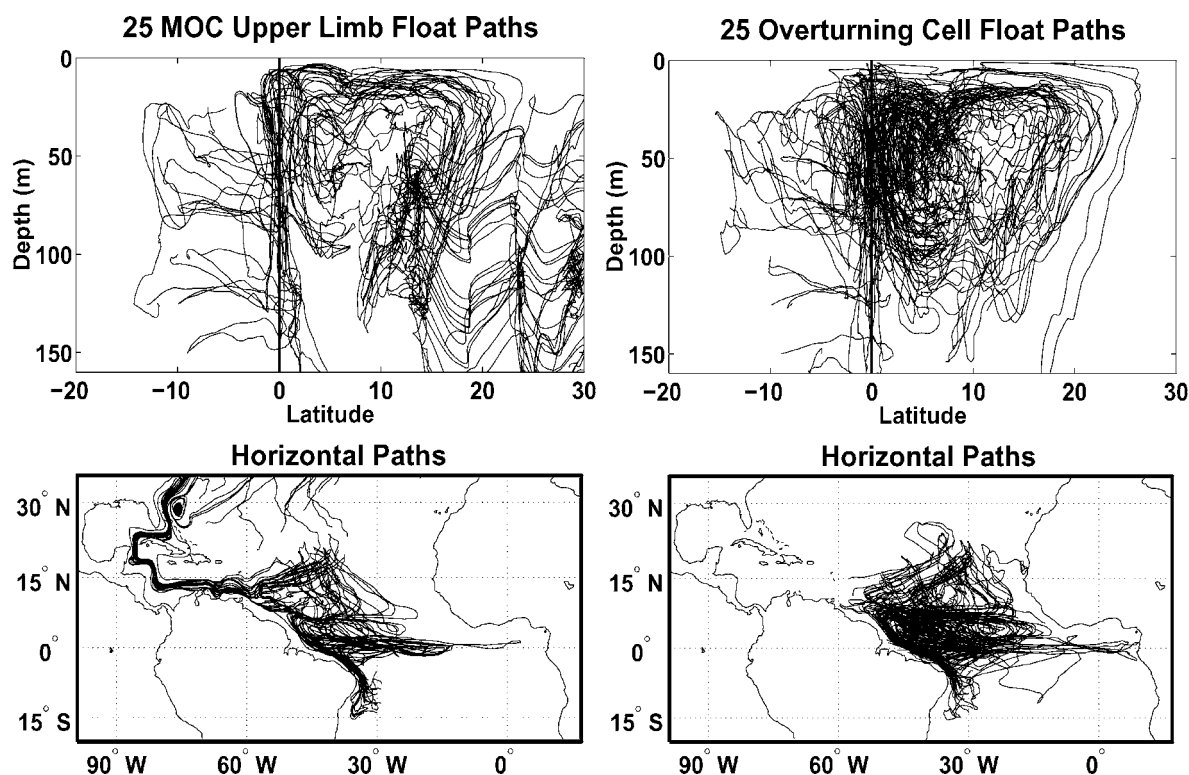 25 MOC Upper Limb Float Paths
0
50
100
150
Depth (m)
−20 −10 0 10 20 30
Latitude
25 Overturning Cell Float Paths
0
50
100
150
Depth (m)
−20 −10 0 10 20 30
Latitude
Horizontal Paths
30° N
15° N
0°
15° S
90° W 60° W 30° W 0°
Horizontal Paths
30° N
15° N
0°
15° S
90° W 60° W 30° W 0°